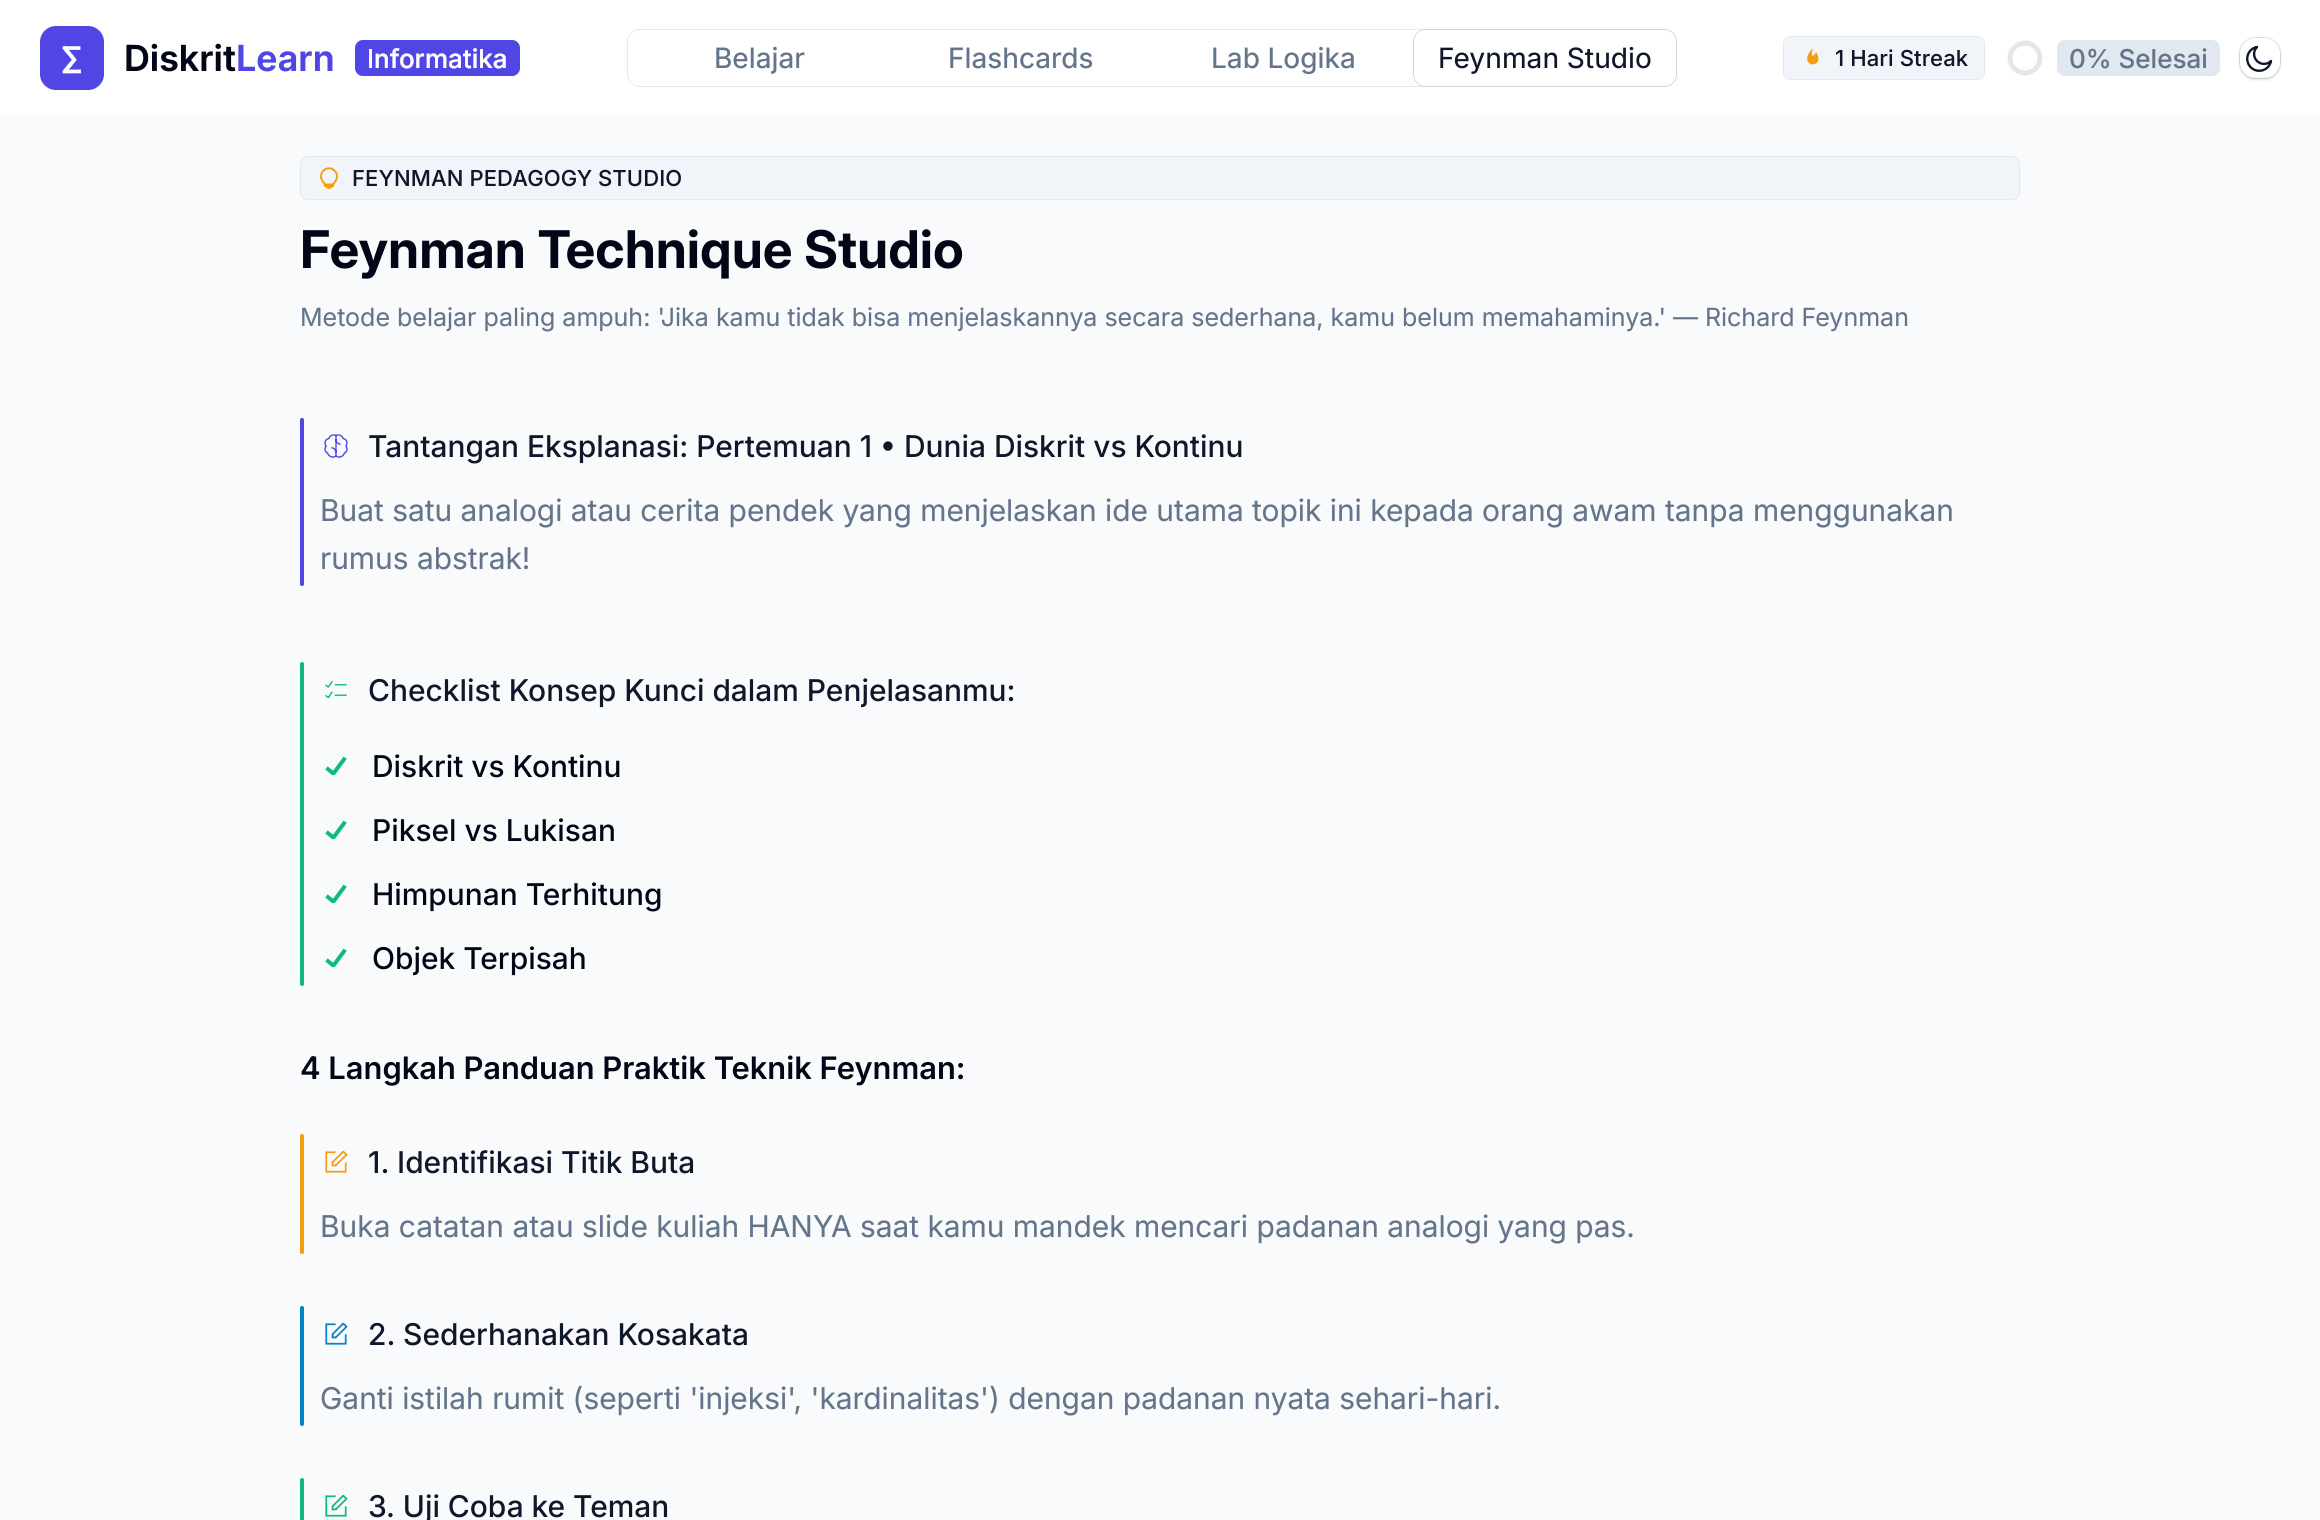 Σ DiskritLearn Informatika
Belajar Flashcards Lab Logika Feynman Studio
1 Hari Streak 0% Selesai
FEYNMAN PEDAGOGY STUDIO
Feynman Technique Studio
Metode belajar paling ampuh: 'Jika kamu tidak bisa menjelaskannya secara sederhana, kamu belum memahaminya.' — Richard Feynman
Tantangan Eksplanasi: Pertemuan 1 • Dunia Diskrit vs Kontinu
Buat satu analogi atau cerita pendek yang menjelaskan ide utama topik ini kepada orang awam tanpa menggunakan
rumus abstrak!
Checklist Konsep Kunci dalam Penjelasanmu:
Diskrit vs Kontinu
Piksel vs Lukisan
Himpunan Terhitung
Objek Terpisah
4 Langkah Panduan Praktik Teknik Feynman:
1. Identifikasi Titik Buta
Buka catatan atau slide kuliah HANYA saat kamu mandek mencari padanan analogi yang pas.
2. Sederhanakan Kosakata
Ganti istilah rumit (seperti 'injeksi', 'kardinalitas') dengan padanan nyata sehari-hari.
3. Uji Coba ke Teman